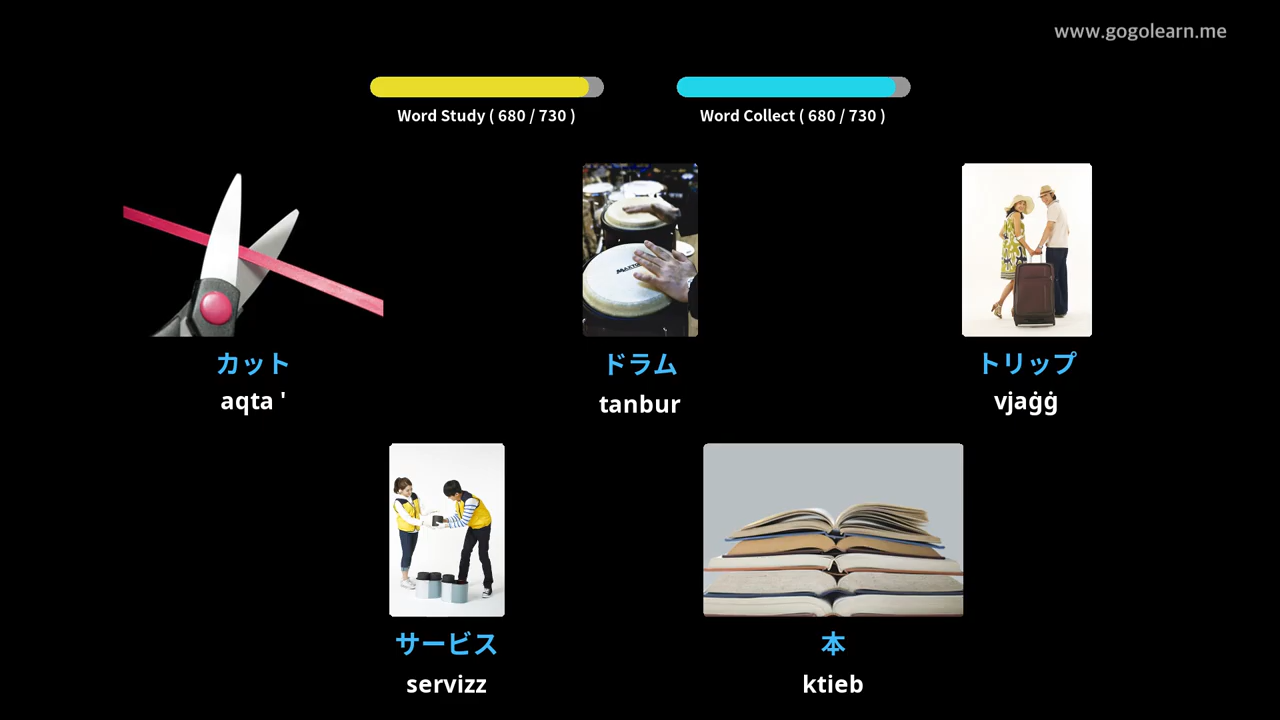 www.gogolearn.me
Word Study ( 680 / 730 )
Word Collect ( 680 / 730 )
カット
aqta '
ドラム
tanbur
トリップ
vjaġġ
サービス
servizz
本
ktieb